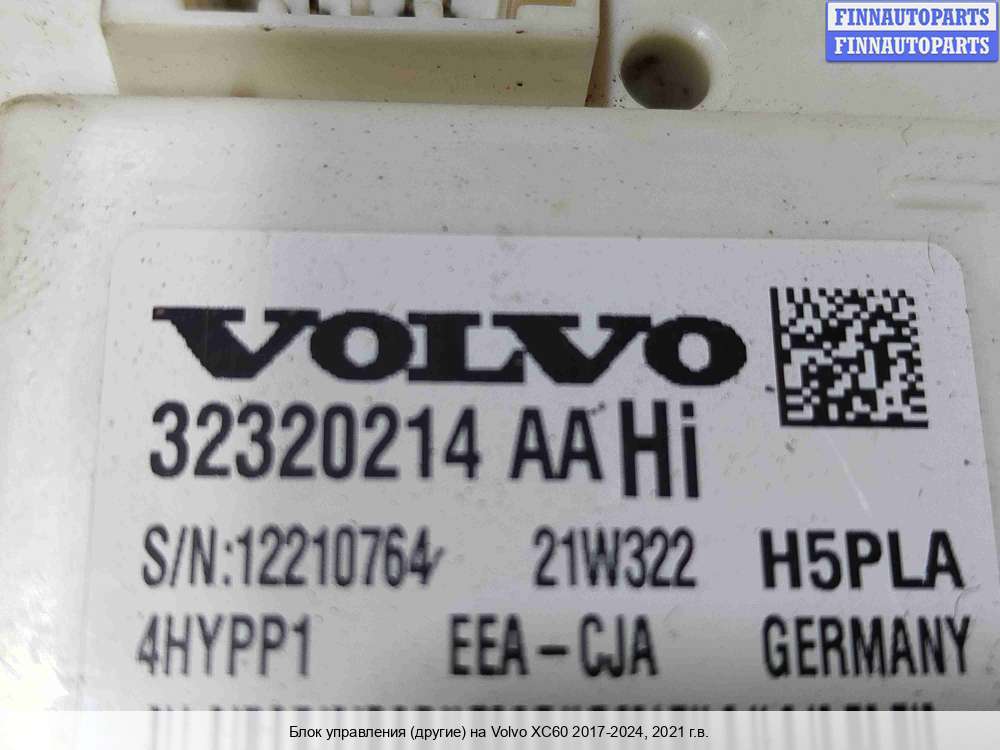 FINNAUTOPARTS
FINNAUTOPARTS
VOLVO
32320214 AA Hi
S/N:12210764 21W322 H5PLA
4HYPP1 EEA-CJA GERMANY
Блок управления (другие) на Volvo XC60 2017-2024, 2021 г.в.